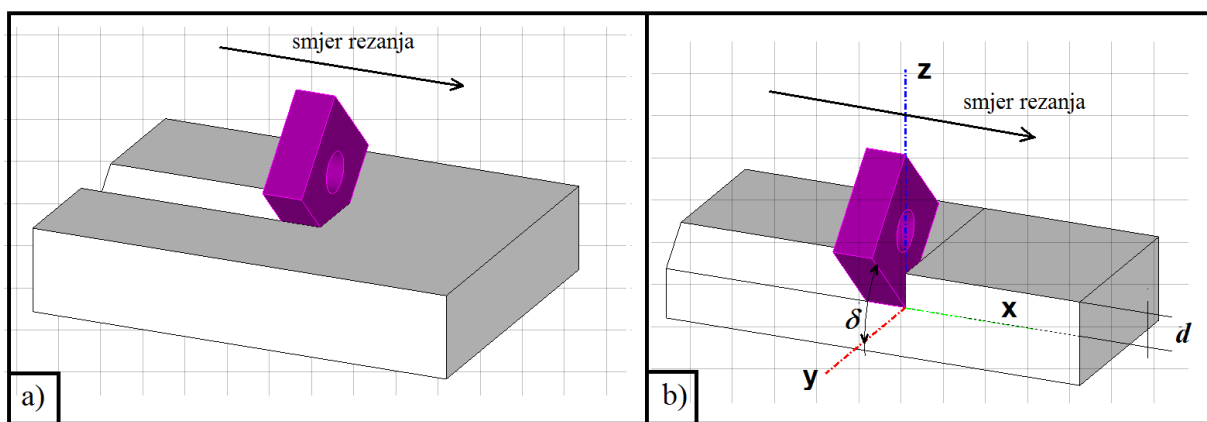 smjer rezanja
a)
z
smjer rezanja
x
δ
d
y
b)